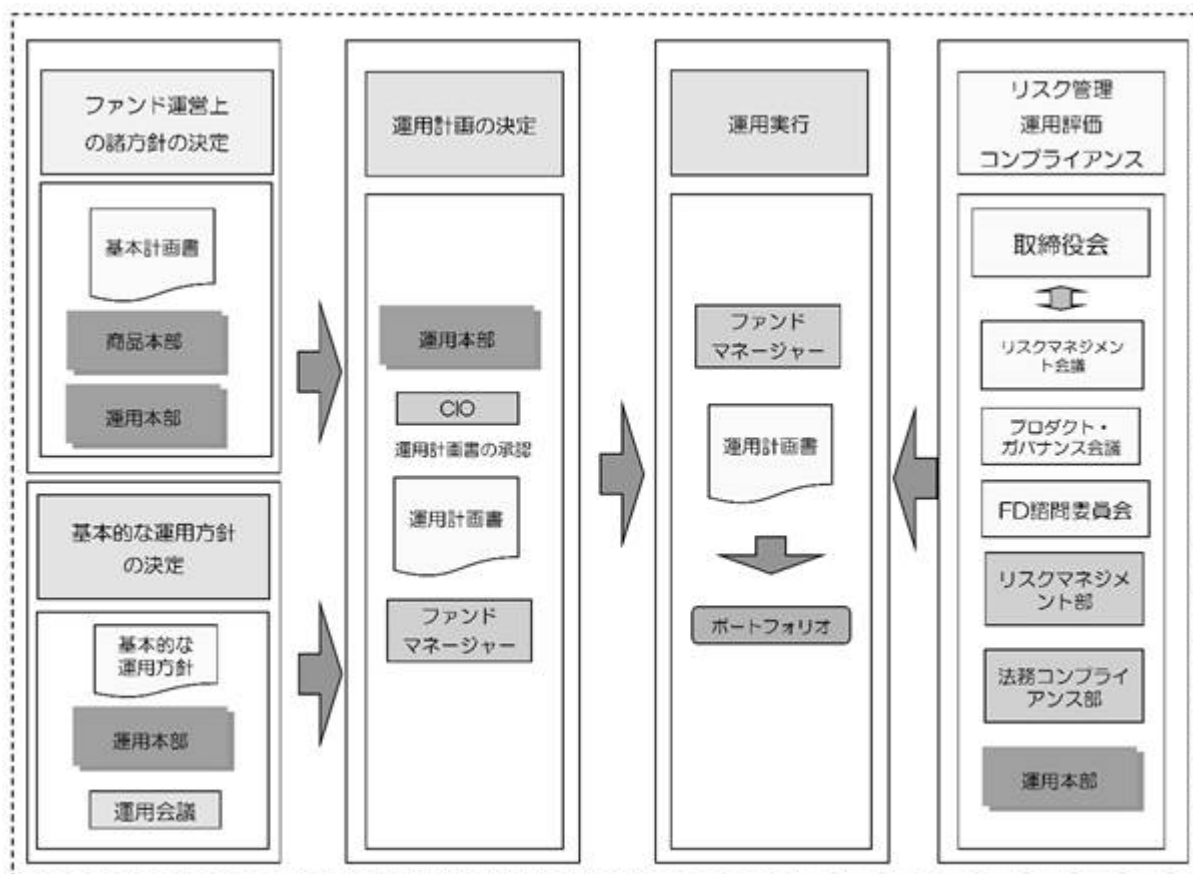 ファンド運営上
の諸方針の決定
基本計画書
商品本部
運用本部
基本的な運用方針
の決定
基本的な
運用方針
運用本部
運用会議
運用計画の決定
運用本部
CIO
運用計画書の承認
運用計画書
ファンド
マネージャー
運用実行
ファンド
マネージャー
運用計画書
ポートフォリオ
リスク管理
運用評価
コンプライアンス
取締役会
リスクマネジメン
ト会議
プロダクト・
ガバナンス会議
FD諮問委員会
リスクマネジメ
ント部
法務コンプライ
アンス部
運用本部